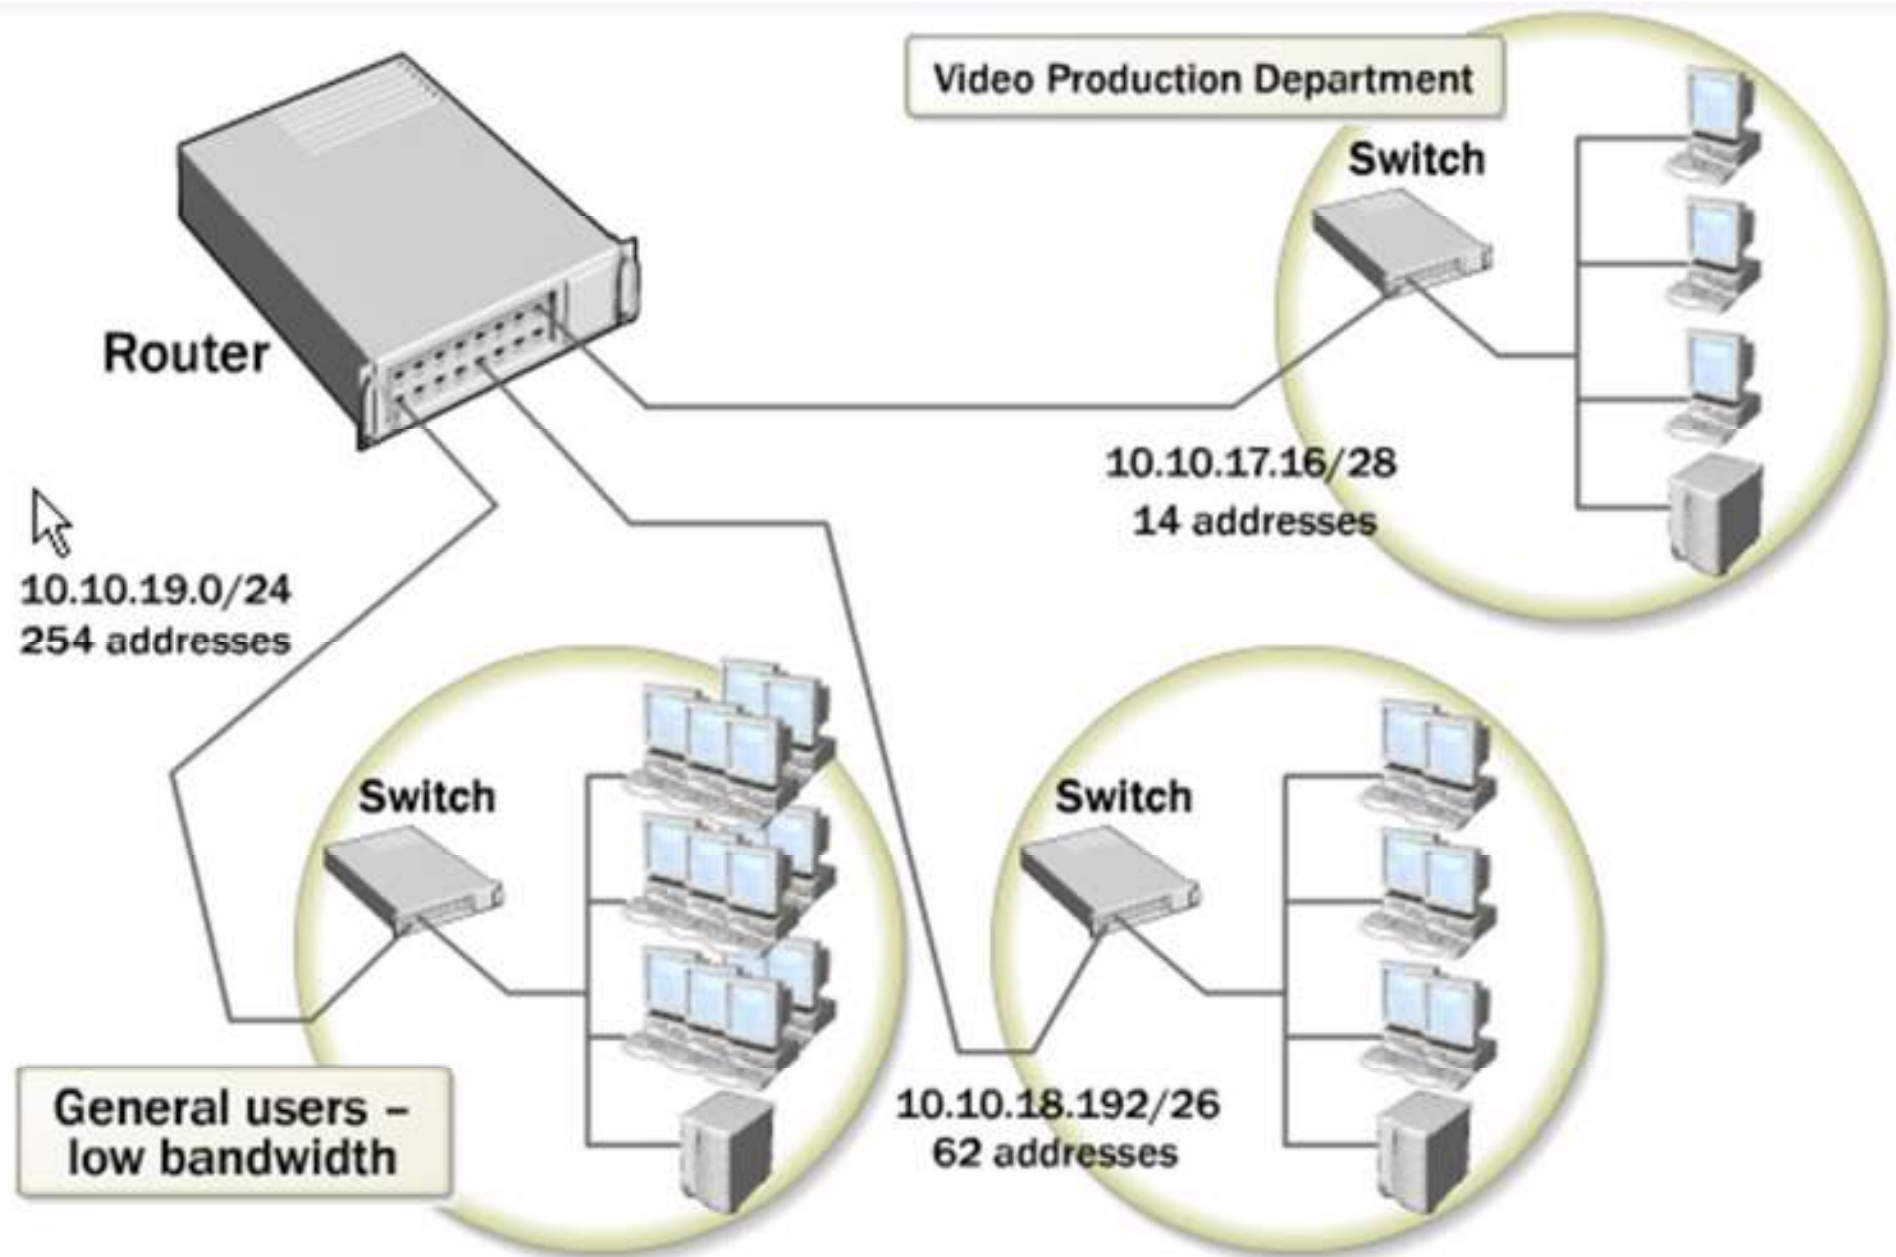 Video Production Department
Switch
Router
10.10.17.16/28
14 addresses
10.10.19.0/24
254 addresses
Switch
Switch
General users –
low bandwidth
10.10.18.192/26
62 addresses